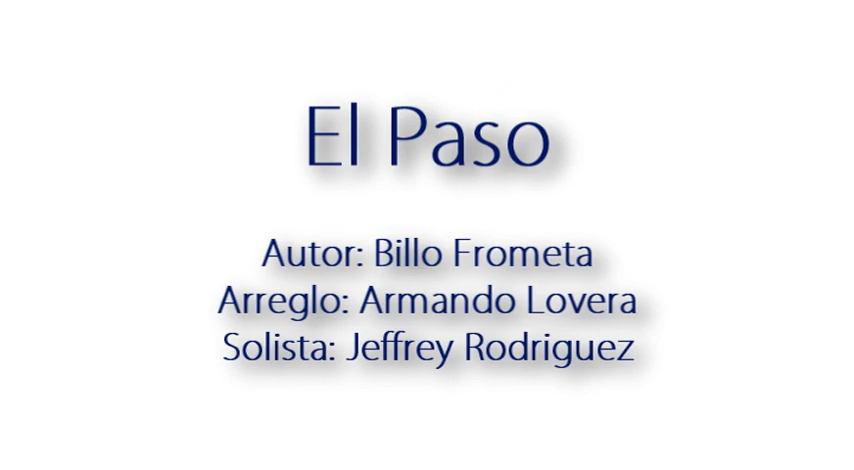 El Paso
Autor: Billo Frometa
Arreglo: Armando Lovera
Solista: Jeffrey Rodriguez